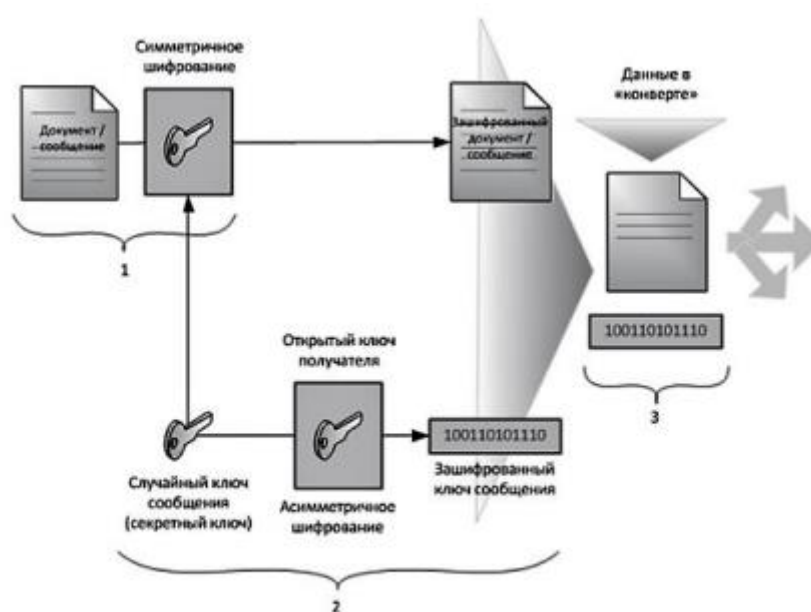 Симметричное
шифрование
Документ /
сообщение
Зашифрованный
документ /
сообщение
Данные в
«конверте»
1
Открытый ключ
получателя
100110101110
3
100110101110
Случайный ключ
сообщения
(секретный ключ)
Асимметричное
шифрование
Зашифрованный
ключ сообщения
2